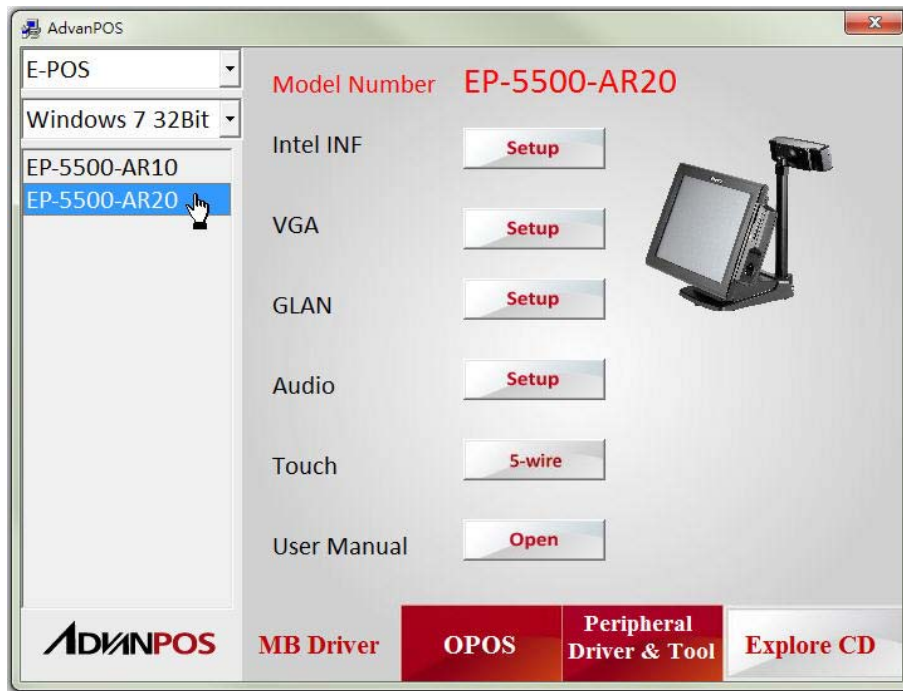 AdvanPOS
E-POS
Windows 7 32Bit
EP-5500-AR10
EP-5500-AR20
Model Number EP-5500-AR20
Intel INF Setup
VGA Setup
GLAN Setup
Audio Setup
Touch 5-wire
User Manual Open
ADVANPOS
MB Driver
OPOS
Peripheral
Driver & Tool
Explore CD